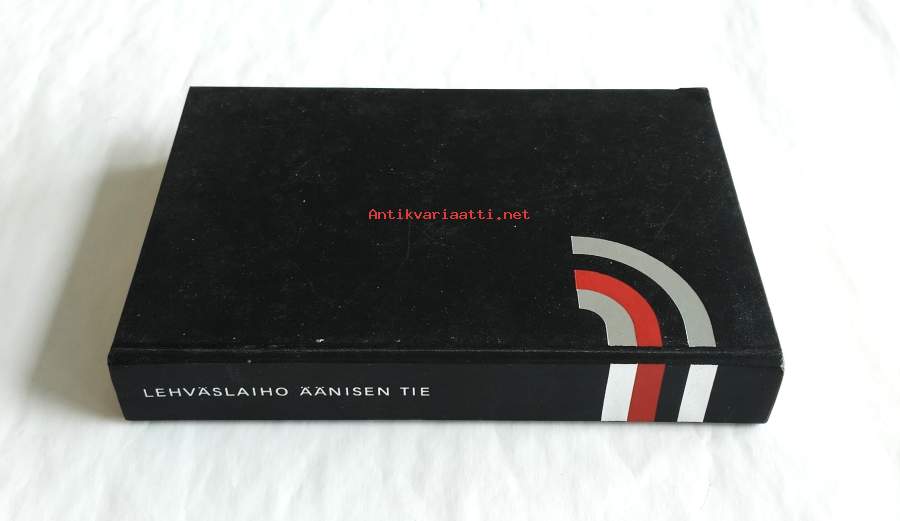 Antikvariaatti.net
LEHVÄSLAIHO ÄÄNISEN TIE